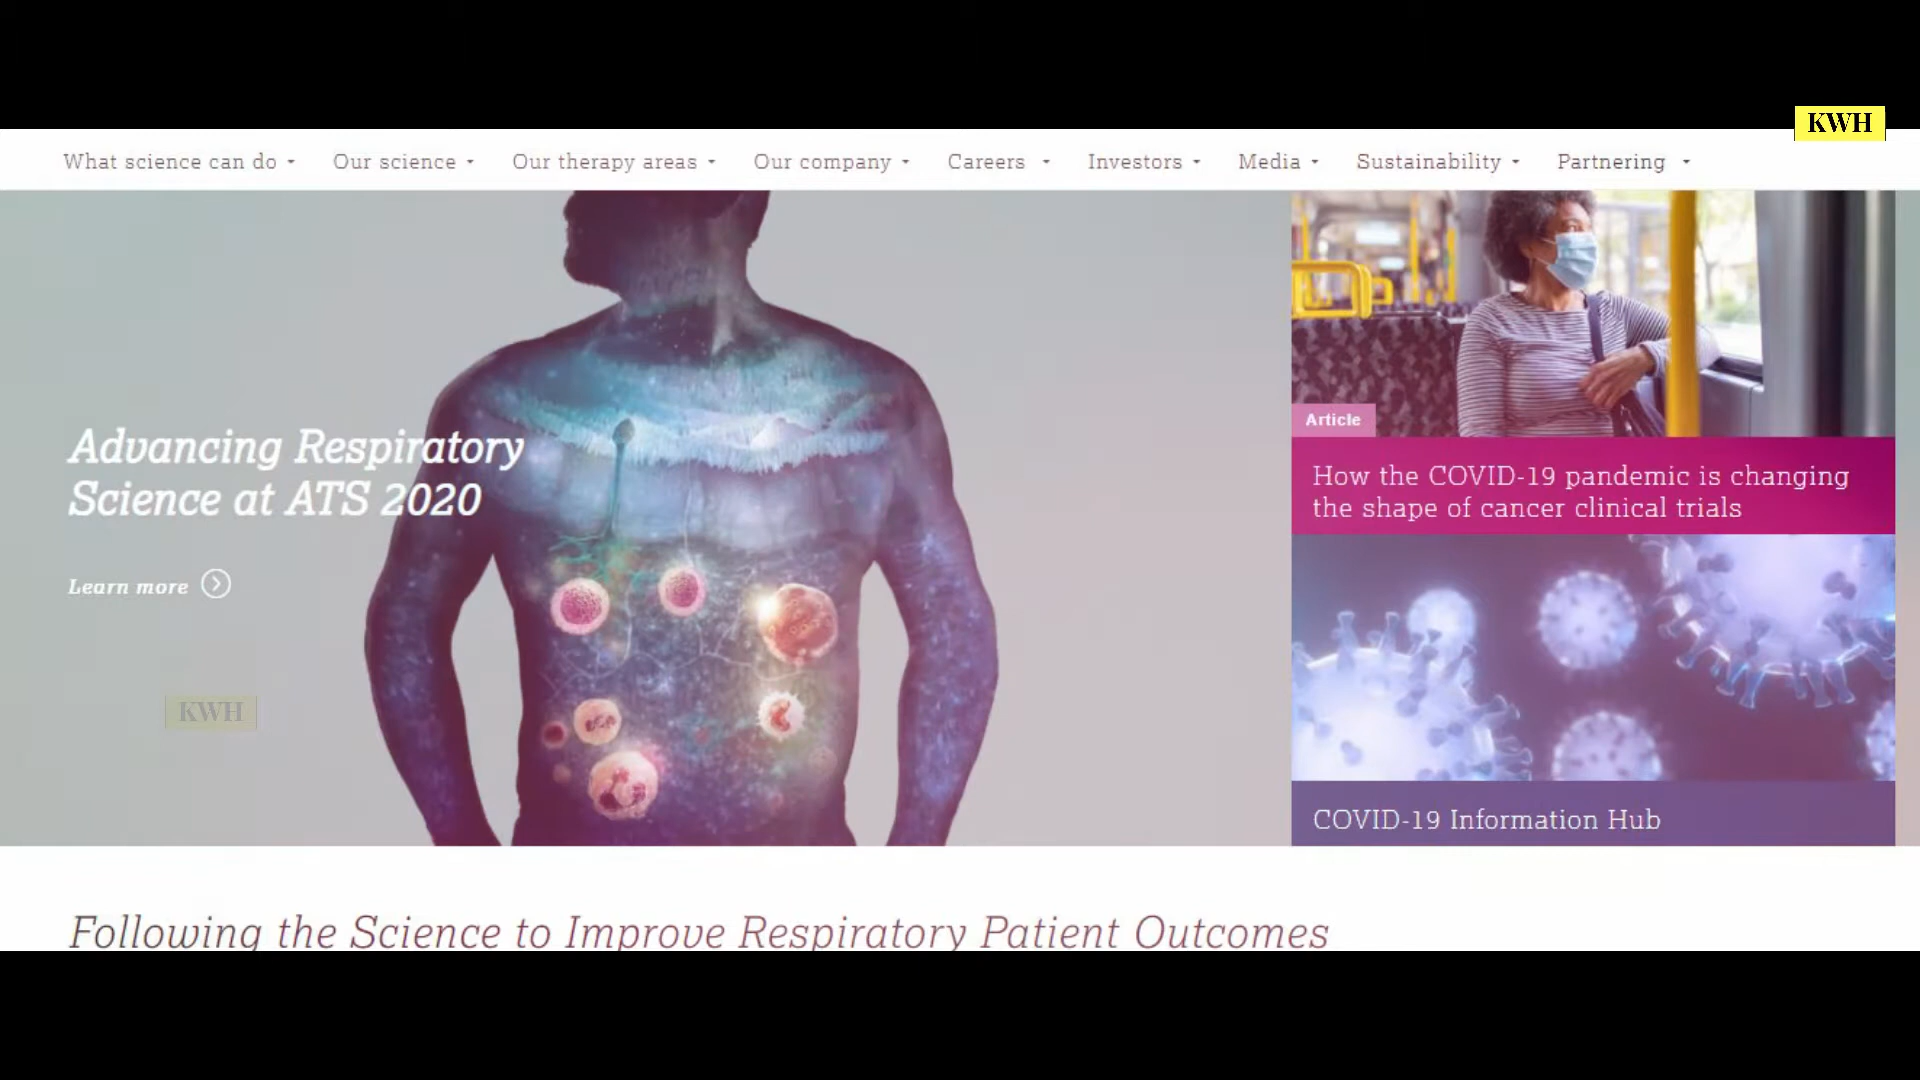 KWH
What science can do
Our science
Our therapy areas
Our company
Careers
Investors
Media
Sustainability
Partnering
Advancing Respiratory
Science at ATS 2020
Learn more
KWH
Article
How the COVID-19 pandemic is changing
the shape of cancer clinical trials
COVID-19 Information Hub
Following the Science to Improve Respiratory Patient Outcomes